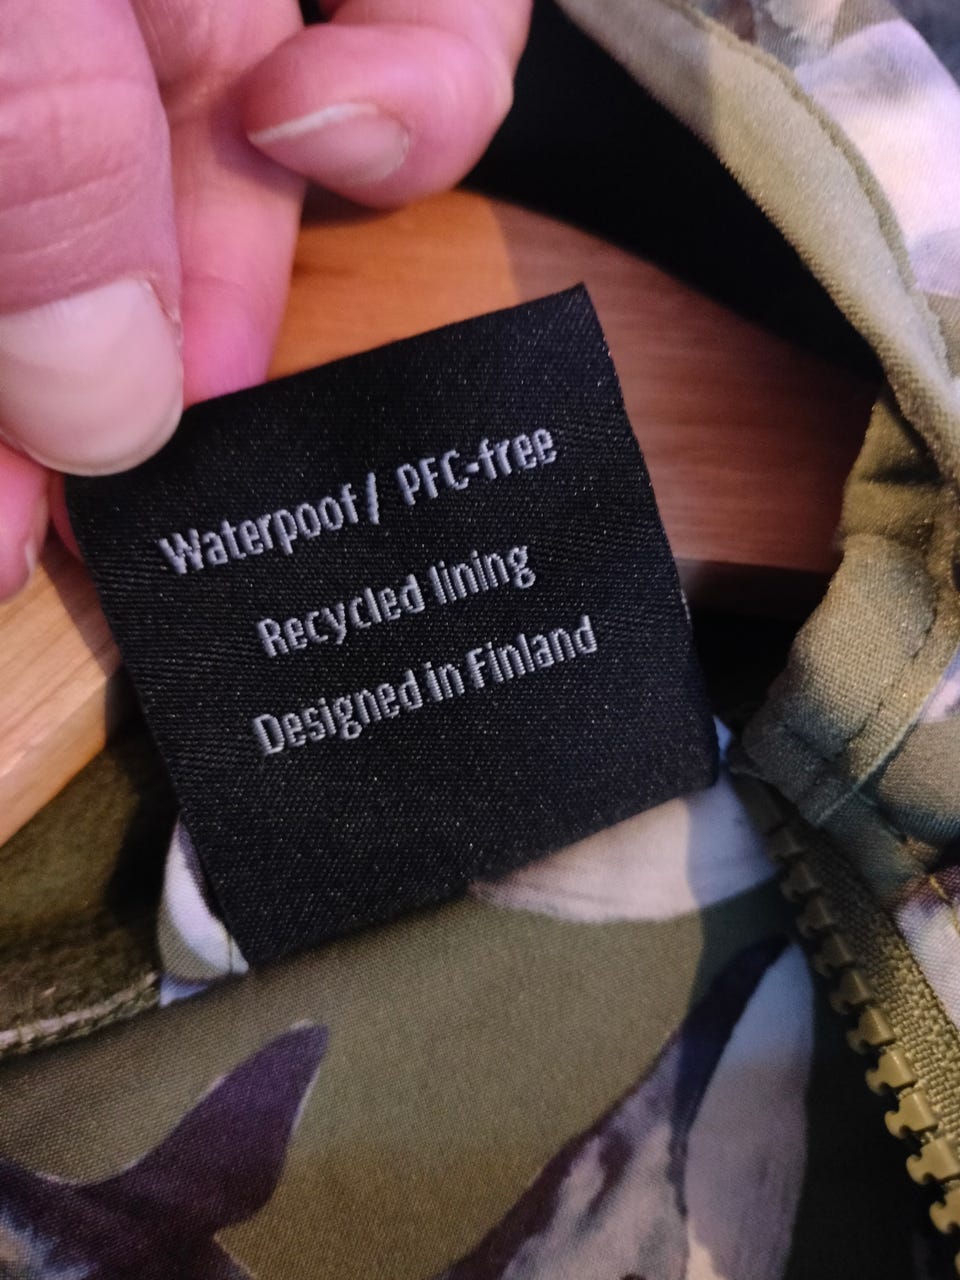 Waterpoof/ PFC-free
Recycled lining
Designed in Finland